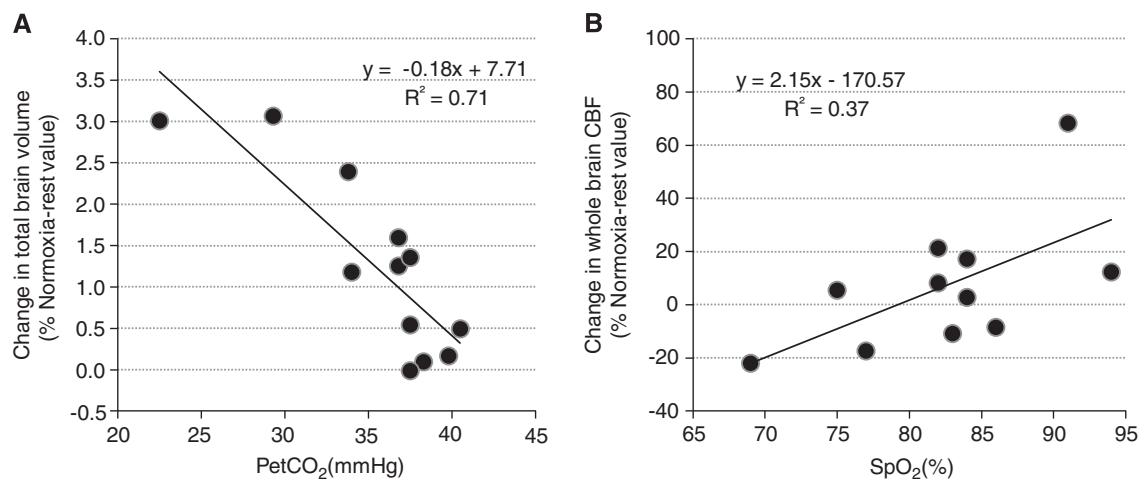 A
Change in total brain volume
(% Normoxia-rest value)
4.0
3.5
3.0
2.5
2.0
1.5
1.0
0.5
0.0
-0.5
y = -0.18x + 7.71
R² = 0.71
20
25
30
35
40
45
PetCO₂(mmHg)
B
Change in whole brain CBF
(% Normoxia-rest value)
100
80
60
40
20
0
-20
-40
y = 2.15x - 170.57
R² = 0.37
65
70
75
80
85
90
95
SpO₂(%)